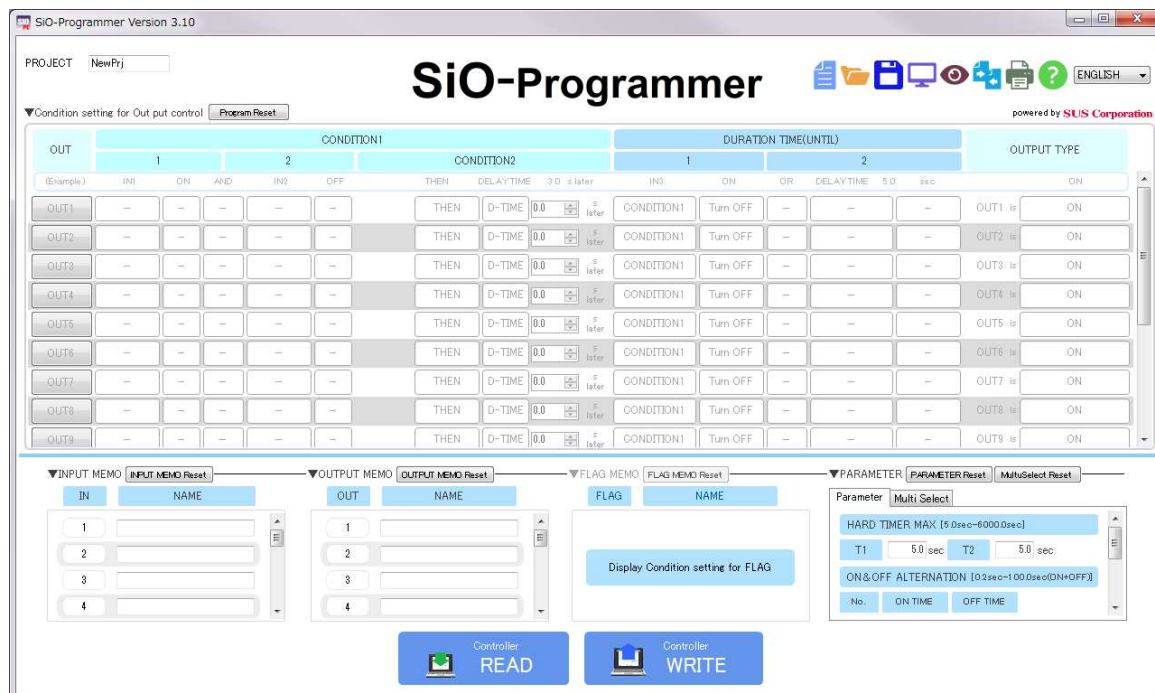 SiO-Programmer Version 3.10
PROJECT NewPrj
SiO-Programmer
ENGLISH
▼Condition setting for Out put control Program Reset
powered by SUS Corporation
OUT CONDITION1 DURATION TIME(UNTIL) OUTPUT TYPE
1 2 CONDITION2 1 2
(Example) IN1 ON AND IN2 OFF THEN DELAYTIME 3.0 s later IN3 ON OR DELAYTIME 5.0 sec ON
OUT1 - - - - - THEN D-TIME 0.0 s later CONDITION1 Turn OFF - - - OUT1 is ON
OUT2 - - - - - THEN D-TIME 0.0 s later CONDITION1 Turn OFF - - - OUT2 is ON
OUT3 - - - - - THEN D-TIME 0.0 s later CONDITION1 Turn OFF - - - OUT3 is ON
OUT4 - - - - - THEN D-TIME 0.0 s later CONDITION1 Turn OFF - - - OUT4 is ON
OUT5 - - - - - THEN D-TIME 0.0 s later CONDITION1 Turn OFF - - - OUT5 is ON
OUT6 - - - - - THEN D-TIME 0.0 s later CONDITION1 Turn OFF - - - OUT6 is ON
OUT7 - - - - - THEN D-TIME 0.0 s later CONDITION1 Turn OFF - - - OUT7 is ON
OUT8 - - - - - THEN D-TIME 0.0 s later CONDITION1 Turn OFF - - - OUT8 is ON
OUT9 - - - - - THEN D-TIME 0.0 s later CONDITION1 Turn OFF - - - OUT9 is ON
▼INPUT MEMO INPUT MEMO Reset ▼OUTPUT MEMO OUTPUT MEMO Reset ▼FLAG MEMO FLAG MEMO Reset ▼PARAMETER PARAMETER Reset MultuSelect Reset
IN NAME OUT NAME FLAG NAME Parameter Multi Select
1 1 HARD TIMER MAX [5.0sec-6000.0sec]
2 2 Display Condition setting for FLAG T1 5.0 sec T2 5.0 sec
3 3 ON&OFF ALTERNATION [0.2sec-100.0sec(ON+OFF)]
4 4 No. ON TIME OFF TIME
Controller READ
Controller WRITE